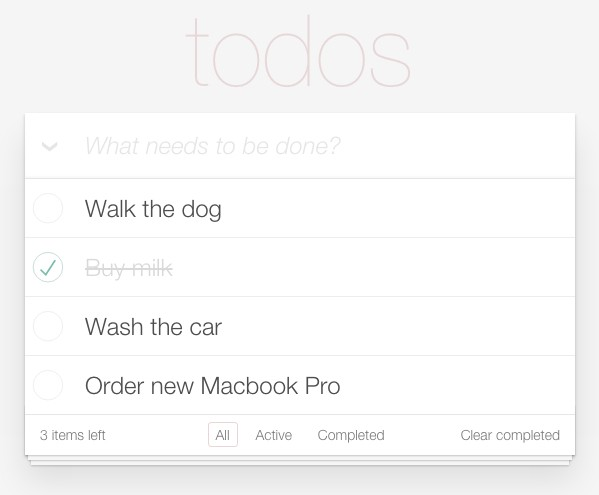 todos
What needs to be done?
Walk the dog
Buy milk
Wash the car
Order new Macbook Pro
3 items left All Active Completed Clear completed